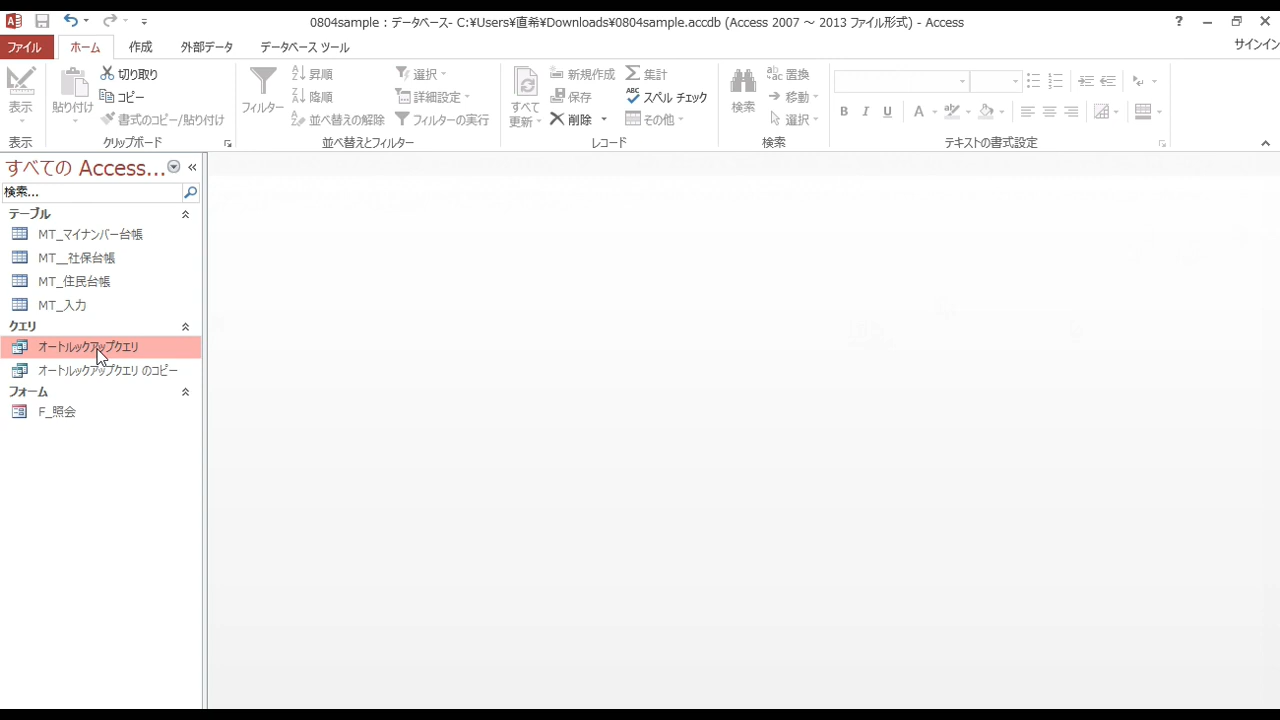 0804sample : データベース- C:¥Users¥直希¥Downloads¥0804sample.accdb (Access 2007 ～ 2013 ファイル形式) - Access
?
サインイン
ファイル ホーム 作成 外部データ データベース ツール
表示
表示
貼り付け
切り取り
コピー
書式のコピー/貼り付け
クリップボード
フィルター
昇順
降順
並べ替え解除
選択
詳細設定
フィルターの実行
並べ替えとフィルター
すべて
更新
新規作成
保存
削除
集計
スペル チェック
その他
レコード
検索
置換
移動
選択
検索
B I U A
テキストの書式設定
すべての Access...
検索...
テーブル
MT_マイナンバー台帳
MT__社保台帳
MT_住民台帳
MT_入力
クエリ
オートルックアップクエリ
オートルックアップクエリ のコピー
フォーム
F_照会